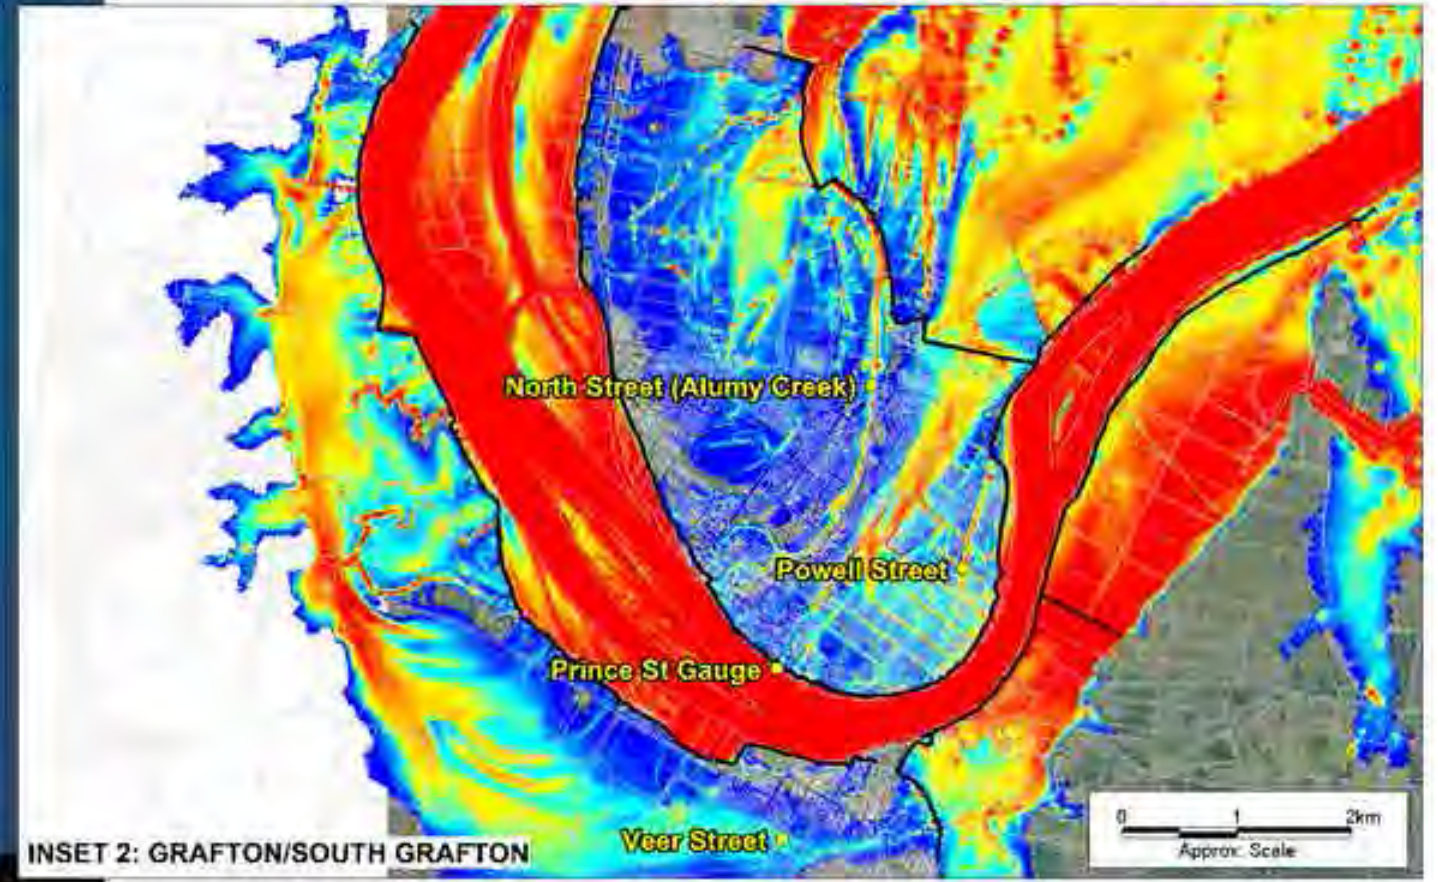 North Street (Alumy Creek)
Powell Street
Prince St Gauge
Veer Street
0 1 2km
Approx. Scale
INSET 2: GRAFTON/SOUTH GRAFTON